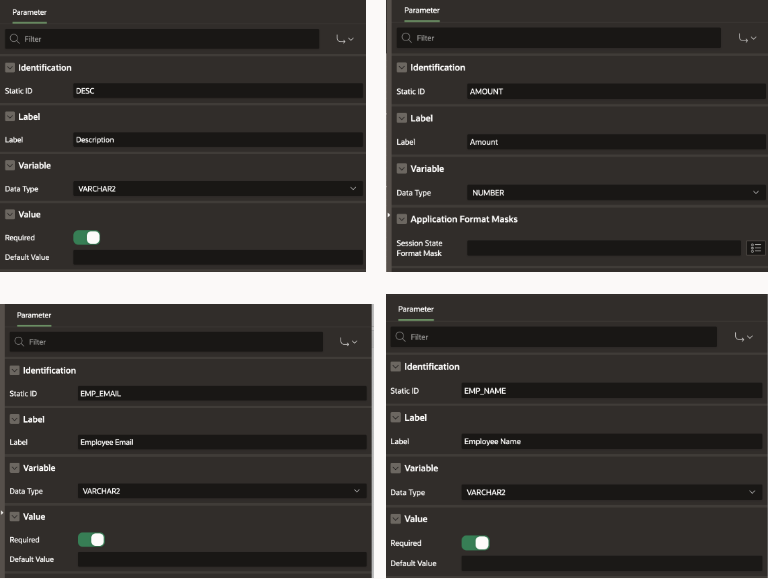 Parameter
Filter
Identification
Static ID DESC
Label
Label Description
Variable
Data Type VARCHAR2
Value
Required
Default Value
Parameter
Filter
Identification
Static ID AMOUNT
Label
Label Amount
Variable
Data Type NUMBER
Application Format Masks
Session State
Format Mask
Parameter
Filter
Identification
Static ID EMP_EMAIL
Label
Label Employee Email
Variable
Data Type VARCHAR2
Value
Required
Default Value
Parameter
Filter
Identification
Static ID EMP_NAME
Label
Label Employee Name
Variable
Data Type VARCHAR2
Value
Required
Default Value